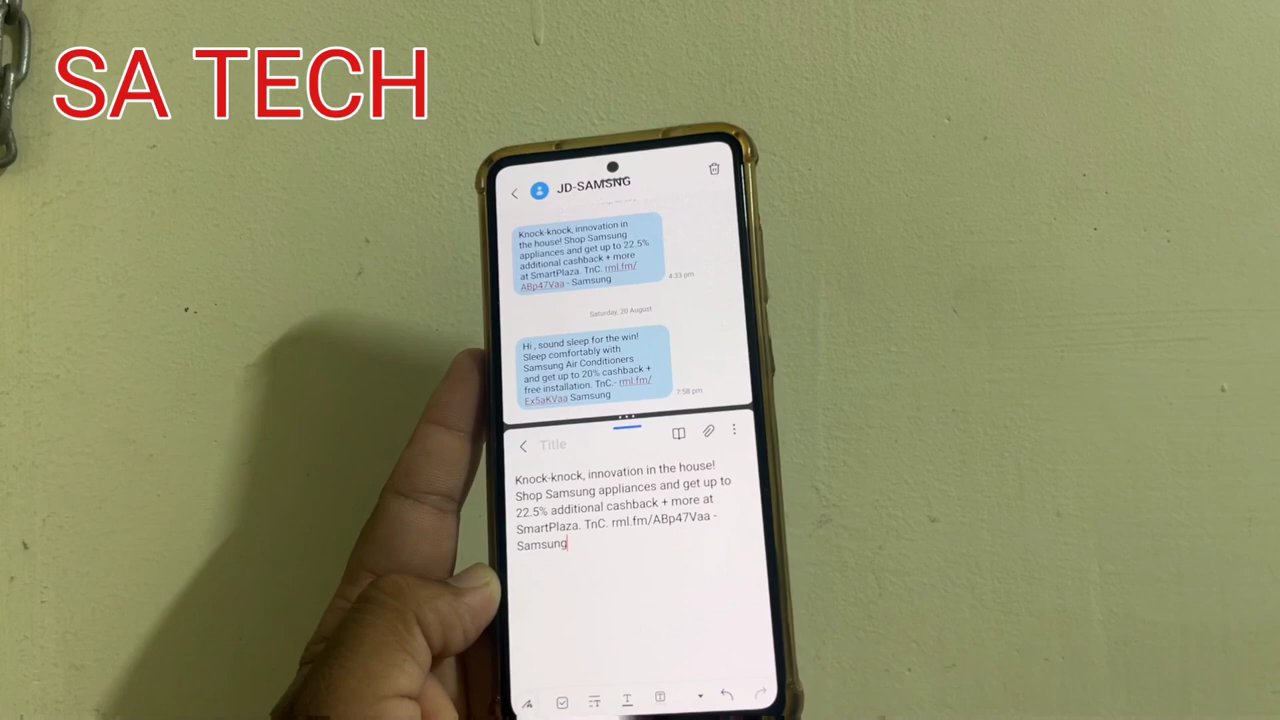 SA TECH
JD-SAMSNG
Knock-knock, innovation in
the house! Shop Samsung
appliances and get up to 22.5%
additional cashback + more
at SmartPlaza. TnC. rml.fm/
ABp47Vaa - Samsung
4:33 pm
Saturday, 20 August
Hi , sound sleep for the win!
Sleep comfortably with
Samsung Air Conditioners
and get up to 20% cashback +
free installation. TnC.- rml.fm/
Ex5aKVaa Samsung
7:58 pm
Title
Knock-knock, innovation in the house!
Shop Samsung appliances and get up to
22.5% additional cashback + more at
SmartPlaza. TnC. rml.fm/ABp47Vaa -
Samsung